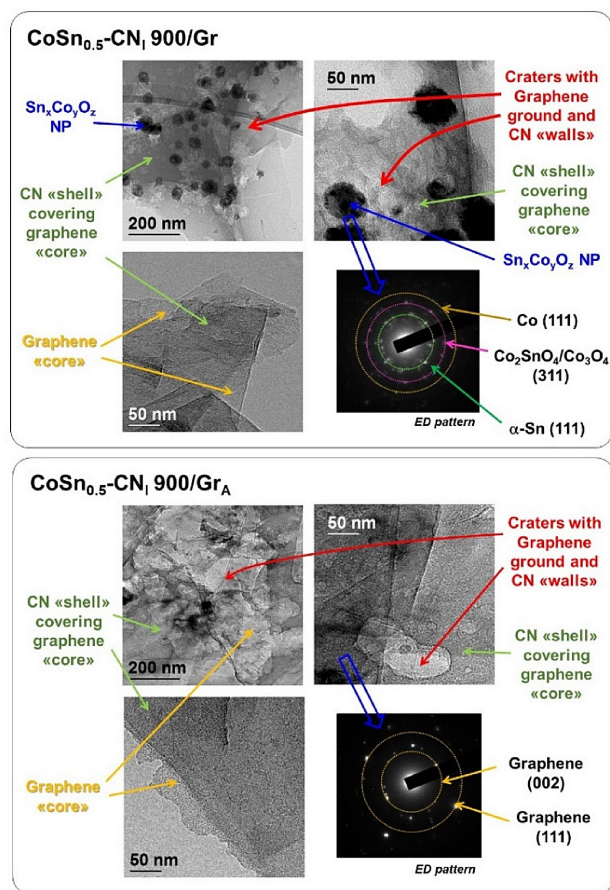 CoSn0.5-CNl 900/Gr
SnxCoyOz
NP
CN «shell»
covering
graphene
«core»
200 nm
50 nm
Craters with
Graphene
ground and
CN «walls»
CN «shell»
covering
graphene
«core»
SnxCoyOz NP
Graphene
«core»
50 nm
Co (111)
Co2SnO4/Co3O4
(311)
α-Sn (111)
ED pattern
CoSn0.5-CNl 900/GrA
CN «shell»
covering
graphene
«core»
200 nm
50 nm
Craters with
Graphene
ground and
CN «walls»
CN «shell»
covering
graphene
«core»
Graphene
«core»
50 nm
Graphene
(002)
Graphene
(111)
ED pattern